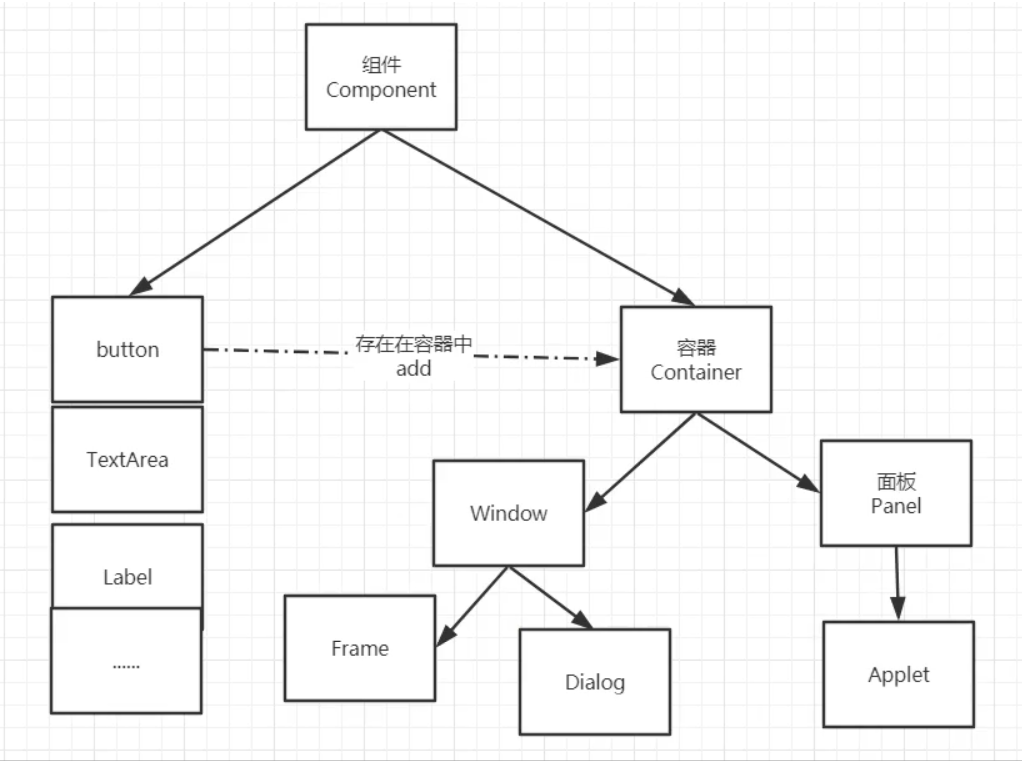 组件
Component
button
存在在容器中
add
容器
Container
TextArea
Window
面板
Panel
Label
......
Frame
Dialog
Applet